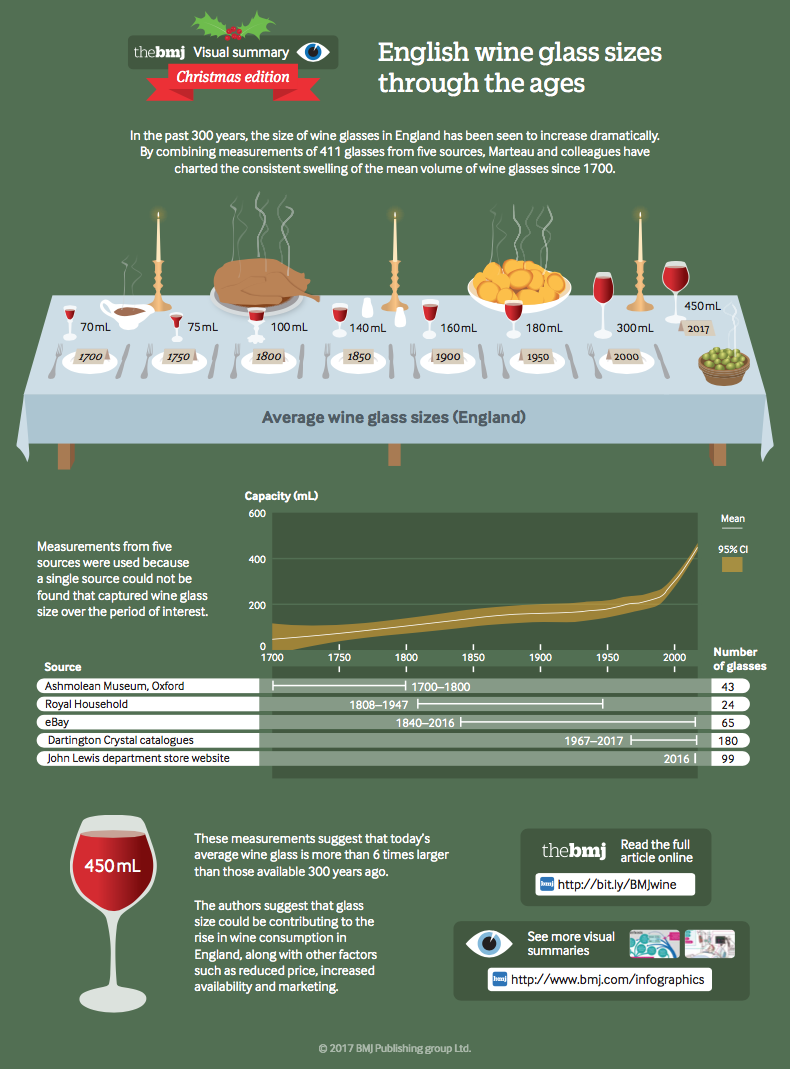 thebmj Visual summary
Christmas edition
English wine glass sizes
through the ages
In the past 300 years, the size of wine glasses in England has been seen to increase dramatically.
By combining measurements of 411 glasses from five sources, Marteau and colleagues have
charted the consistent swelling of the mean volume of wine glasses since 1700.
70mL
75mL
100mL
140mL
160mL
180mL
300mL
450mL
1700
1750
1800
1850
1900
1950
2000
2017
Average wine glass sizes (England)
Measurements from five
sources were used because
a single source could not be
found that captured wine glass
size over the period of interest.
Capacity (mL)
600
400
200
0
1700
1750
1800
1850
1900
1950
2000
Mean
95% CI
Source
Number
of glasses
Ashmolean Museum, Oxford 1700–1800 43
Royal Household 1808–1947 24
eBay 1840–2016 65
Dartington Crystal catalogues 1967–2017 180
John Lewis department store website 2016 99
450mL
These measurements suggest that today's
average wine glass is more than 6 times larger
than those available 300 years ago.
The authors suggest that glass
size could be contributing to the
rise in wine consumption in
England, along with other factors
such as reduced price, increased
availability and marketing.
thebmj
Read the full
article online
bmj http://bit.ly/BMJwine
See more visual
summaries
bmj http://www.bmj.com/infographics
© 2017 BMJ Publishing group Ltd.